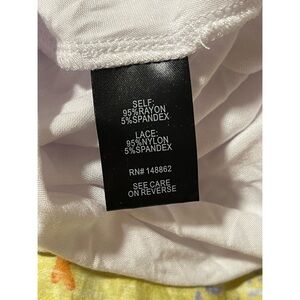 SELF:
95%RAYON
5%SPANDEX
LACE:
95%NYLON
5%SPANDEX
RN# 148862
SEE CARE
ON REVERSE